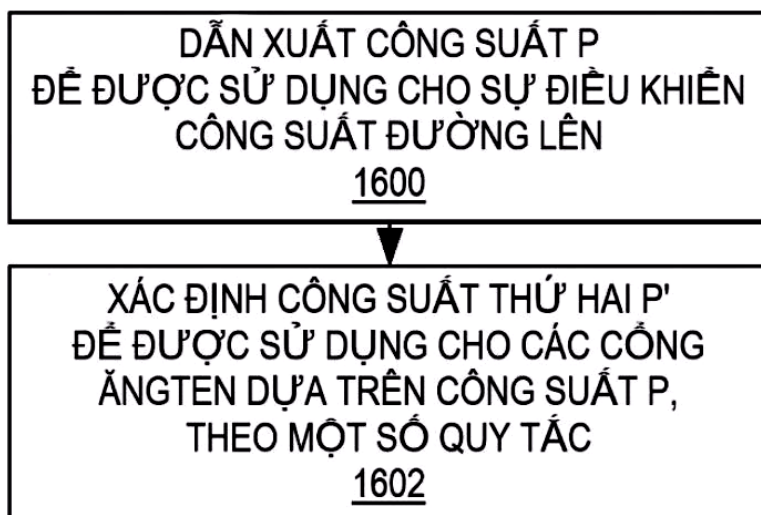 DẪN XUẤT CÔNG SUẤT P
ĐỂ ĐƯỢC SỬ DỤNG CHO SỰ ĐIỀU KHIỂN
CÔNG SUẤT ĐƯỜNG LÊN
1600
XÁC ĐỊNH CÔNG SUẤT THỨ HAI P'
ĐỂ ĐƯỢC SỬ DỤNG CHO CÁC CỔNG
ĂNGTEN DỰA TRÊN CÔNG SUẤT P,
THEO MỘT SỐ QUY TẮC
1602